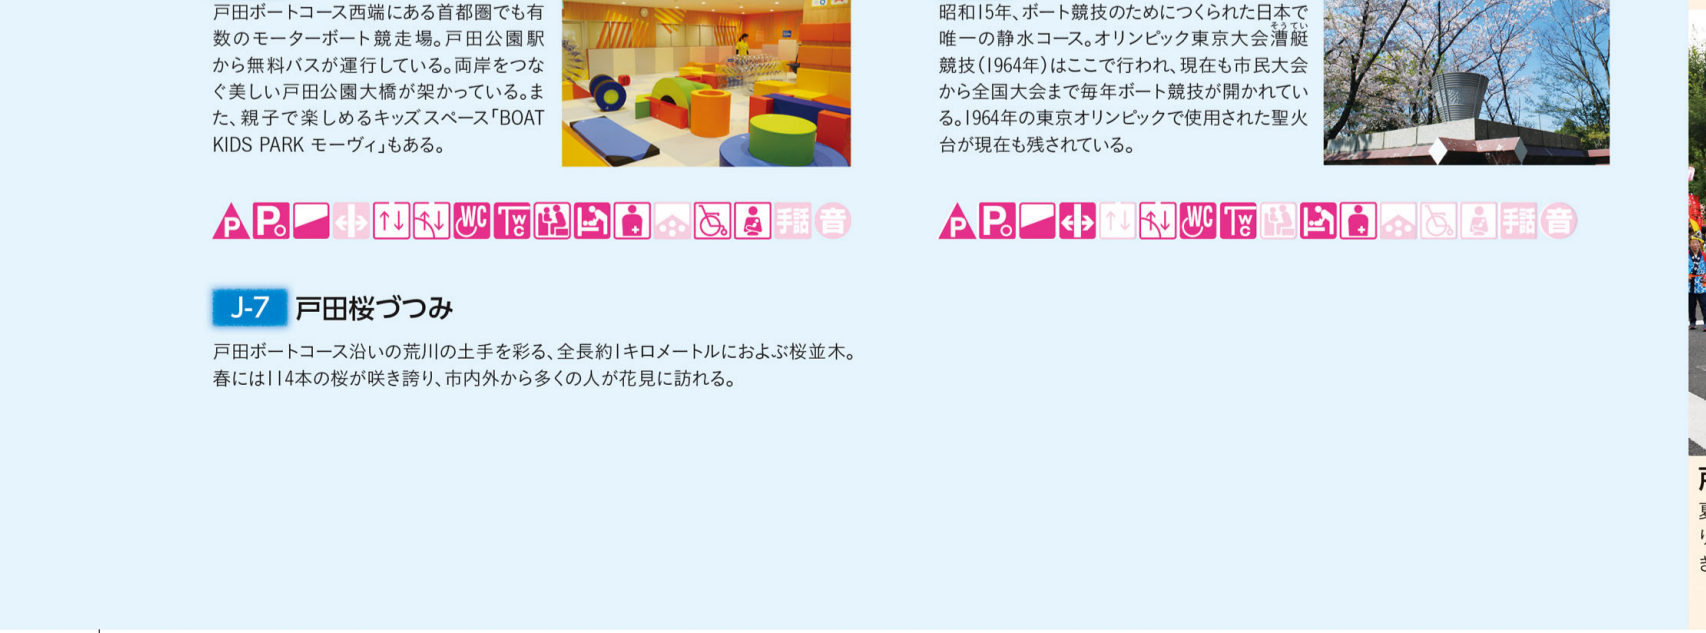 戸田ボートコース西端にある首都圏でも有
数のモーターボート競走場。戸田公園駅
から無料バスが運行している。両岸をつな
ぐ美しい戸田公園大橋が架かっている。ま
た、親子で楽しめるキッズスペース「BOAT
KIDS PARK モーヴィ」もある。
P P WC WC 手話 音
J-7 戸田桜づつみ
戸田ボートコース沿いの荒川の土手を彩る、全長約1キロメートルにおよぶ桜並木。
春には114本の桜が咲き誇り、市内外から多くの人が花見に訪れる。
昭和15年、ボート競技のためにつくられた日本で
そうてい
唯一の静水コース。オリンピック東京大会漕艇
競技(1964年)はここで行われ、現在も市民大会
から全国大会まで毎年ボート競技が開かれてい
る。1964年の東京オリンピックで使用された聖火
台が現在も残されている。
P P WC WC 手話 音